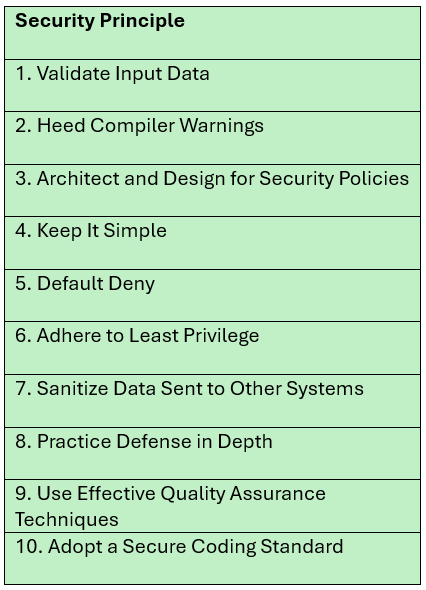 Security Principle
1. Validate Input Data
2. Heed Compiler Warnings
3. Architect and Design for Security Policies
4. Keep It Simple
5. Default Deny
6. Adhere to Least Privilege
7. Sanitize Data Sent to Other Systems
8. Practice Defense in Depth
9. Use Effective Quality Assurance
Techniques
10. Adopt a Secure Coding Standard